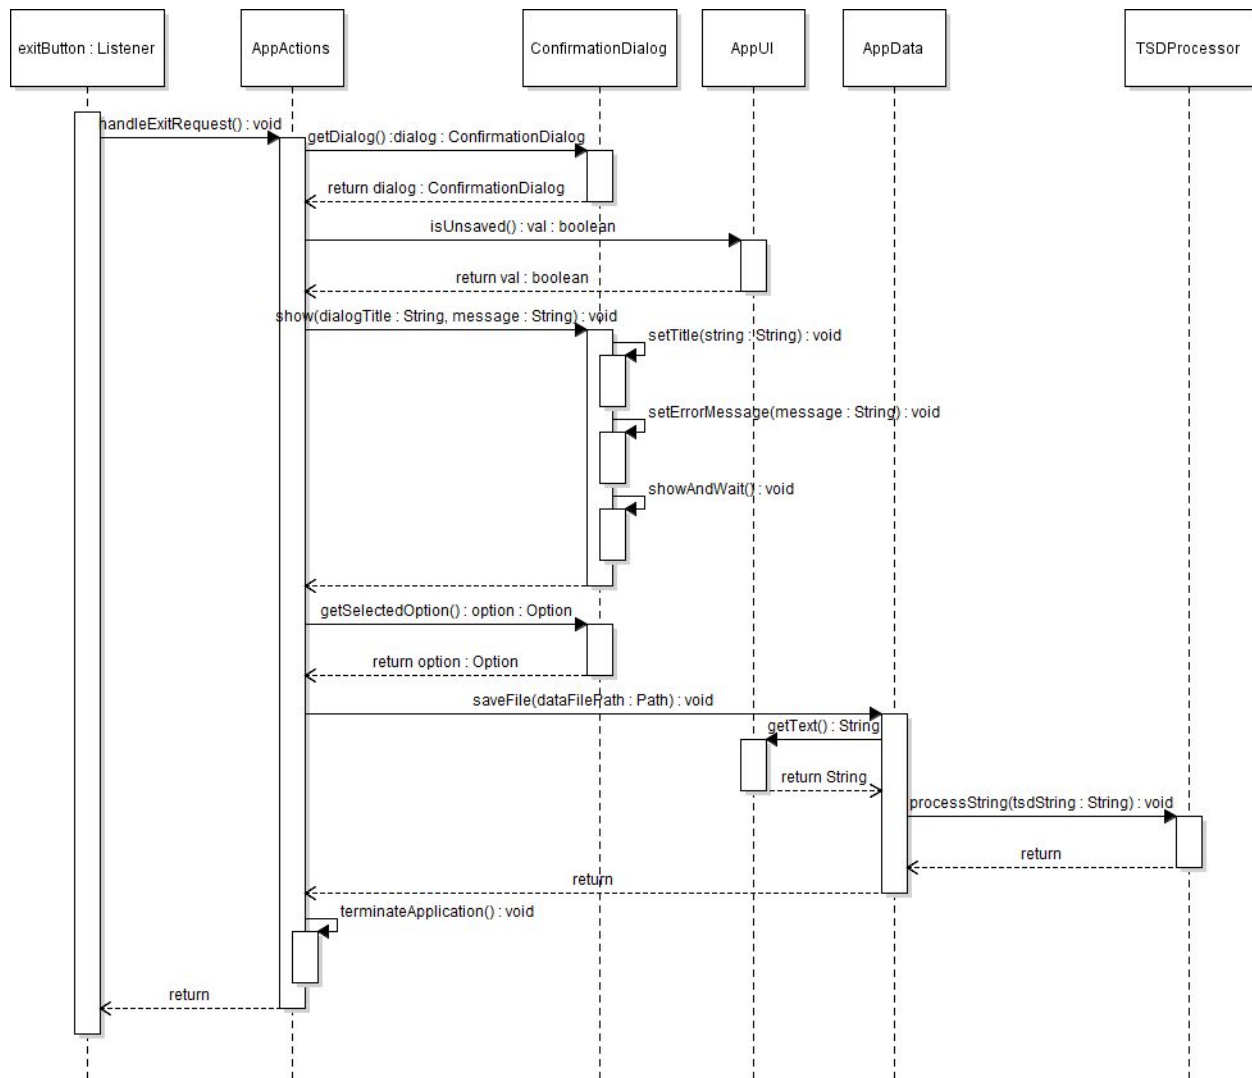 exitButton : Listener
AppActions
ConfirmationDialog
AppUI
AppData
TSDProcessor
handleExitRequest() : void
getDialog() :dialog : ConfirmationDialog
return dialog : ConfirmationDialog
isUnsaved() : val : boolean
return val : boolean
show(dialogTitle : String, message : String) : void
setTitle(string : String) : void
setErrorMessage(message : String) : void
showAndWait() : void
getSelectedOption() : option : Option
return option : Option
saveFile(dataFilePath : Path) : void
getText() : String
return String
processString(tsdString : String) : void
return
return
terminateApplication() : void
return